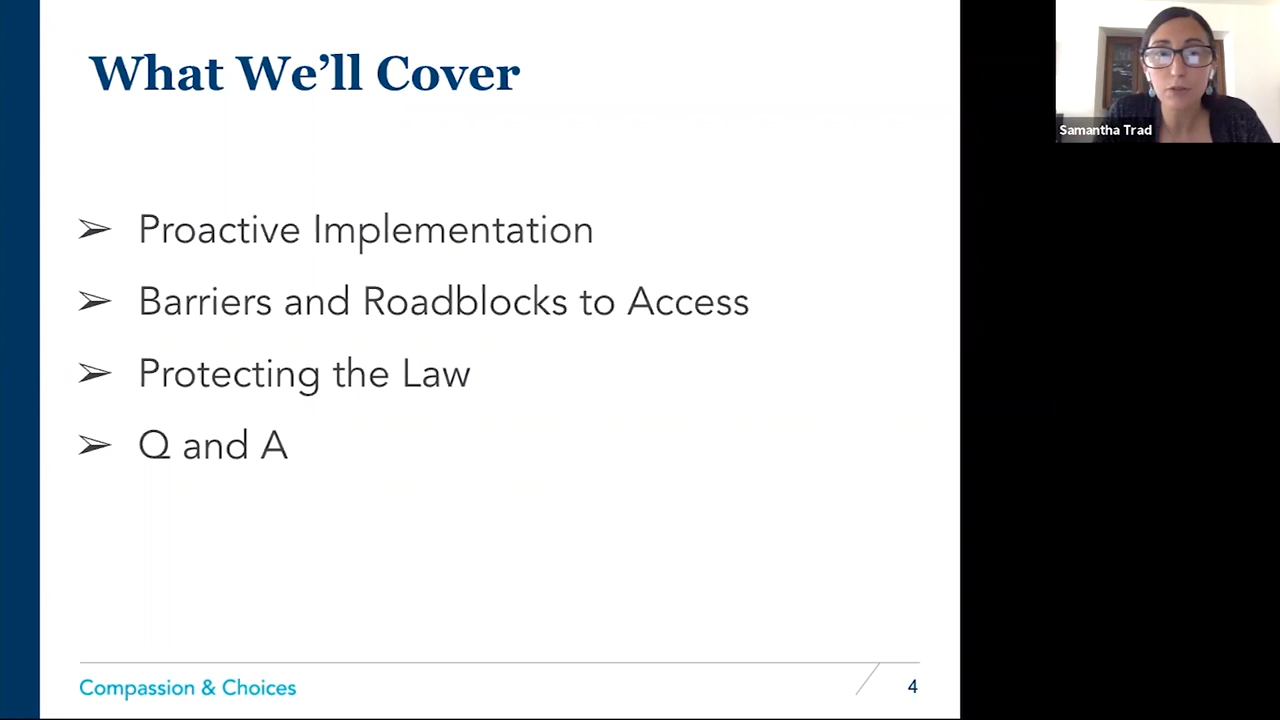 What We’ll Cover
Samantha Trad
➢ Proactive Implementation
➢ Barriers and Roadblocks to Access
➢ Protecting the Law
➢ Q and A
Compassion & Choices
4